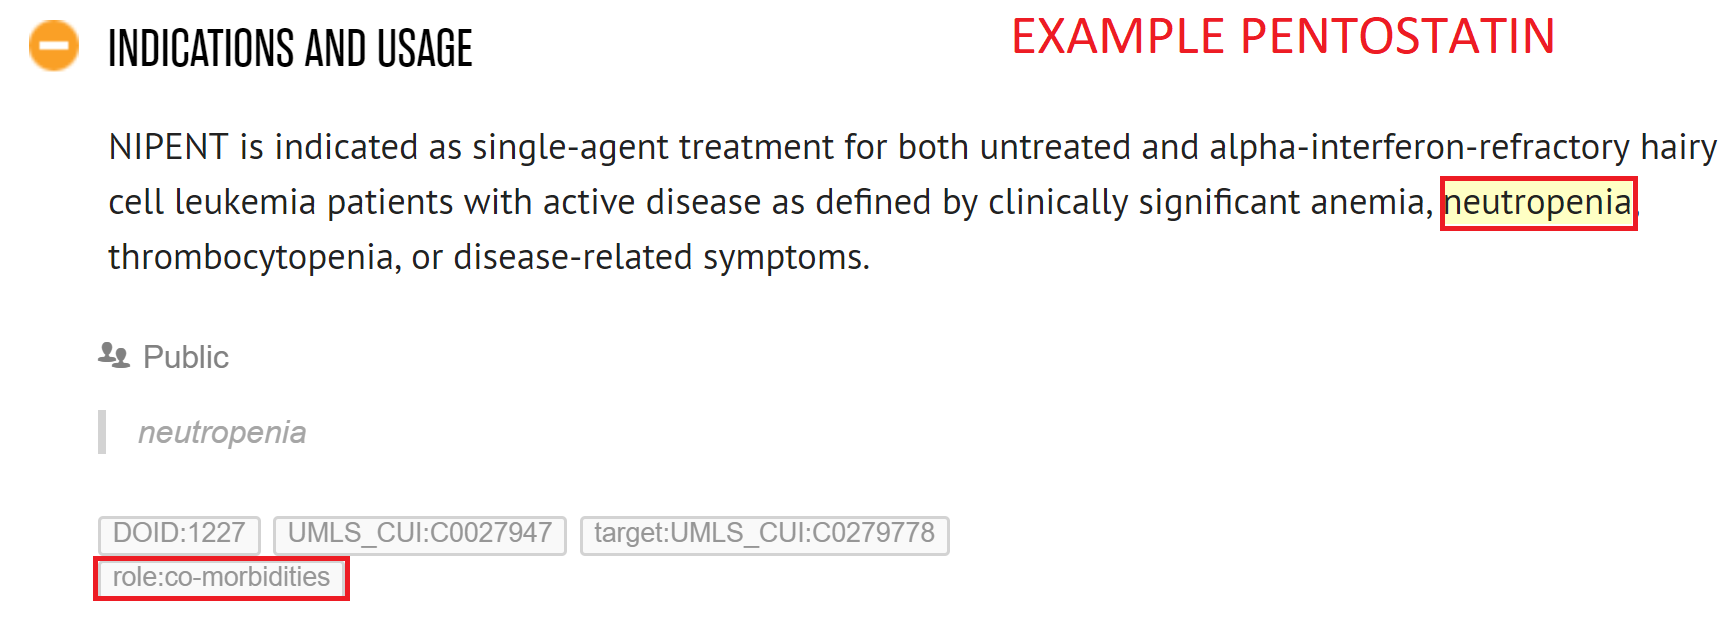 INDICATIONS AND USAGE
EXAMPLE PENTOSTATIN
NIPENT is indicated as single-agent treatment for both untreated and alpha-interferon-refractory hairy
cell leukemia patients with active disease as defined by clinically significant anemia, neutropenia,
thrombocytopenia, or disease-related symptoms.
Public
neutropenia
DOID:1227 UMLS_CUI:C0027947 target:UMLS_CUI:C0279778
role:co-morbidities